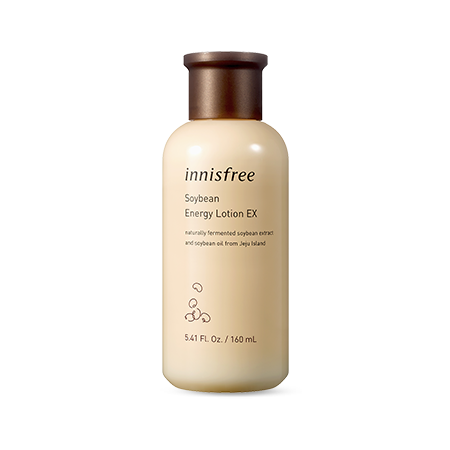 innisfree
Soybean
Energy Lotion EX
naturally fermented soybean extract
and soybean oil from Jeju Island
5.41 Fl. Oz. / 160 mL